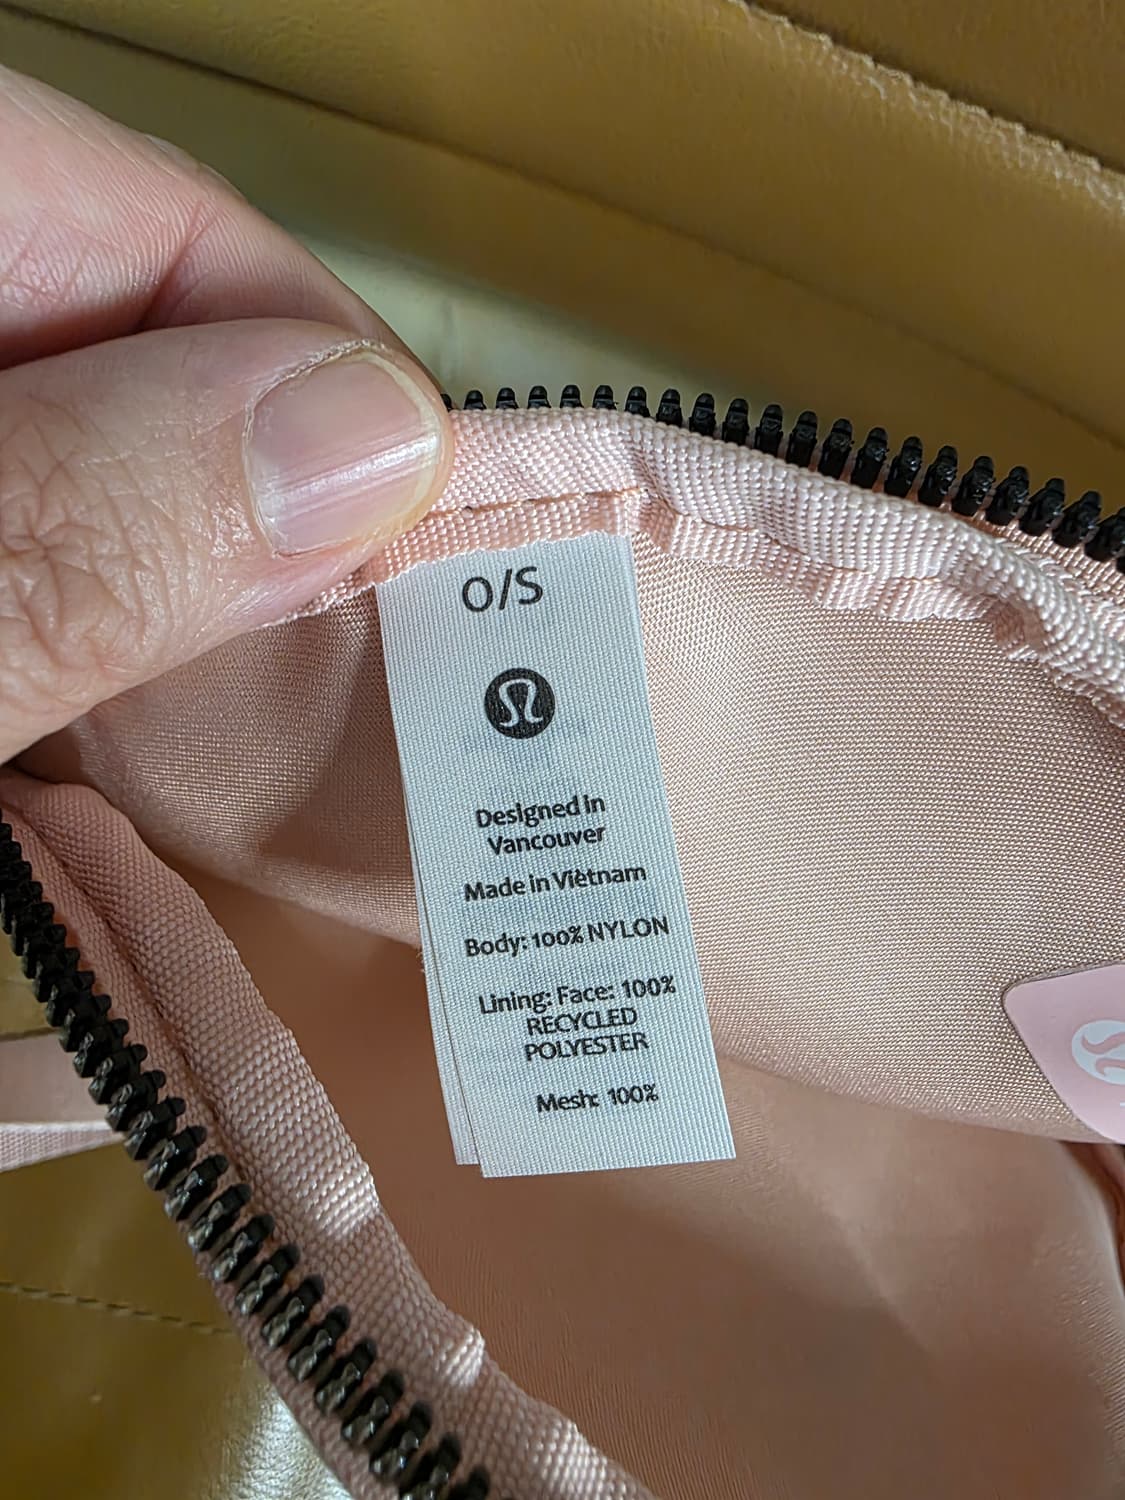 O/S
Designed in
Vancouver
Made in Vietnam
Body: 100% NYLON
Lining: Face: 100%
RECYCLED
POLYESTER
Mesh: 100%